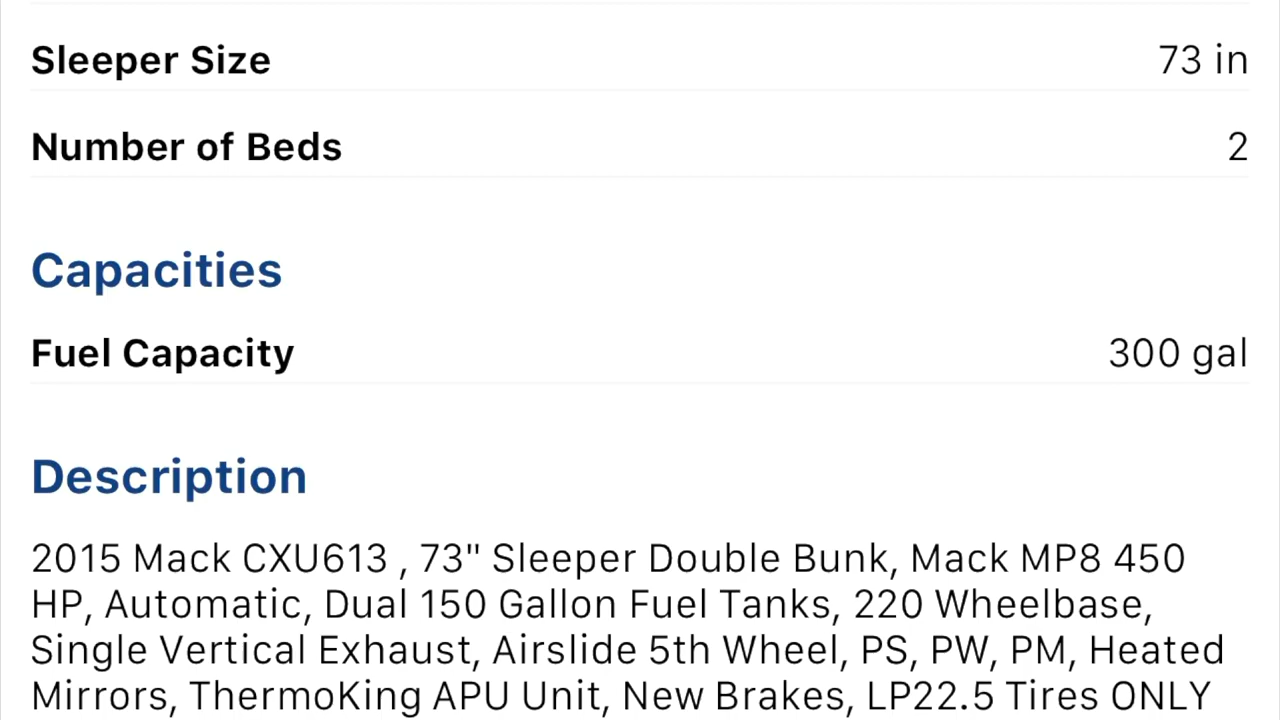 Sleeper Size 73 in
Number of Beds 2
Capacities
Fuel Capacity 300 gal
Description
2015 Mack CXU613 , 73" Sleeper Double Bunk, Mack MP8 450
HP, Automatic, Dual 150 Gallon Fuel Tanks, 220 Wheelbase,
Single Vertical Exhaust, Airslide 5th Wheel, PS, PW, PM, Heated
Mirrors, ThermoKing APU Unit, New Brakes, LP22.5 Tires ONLY